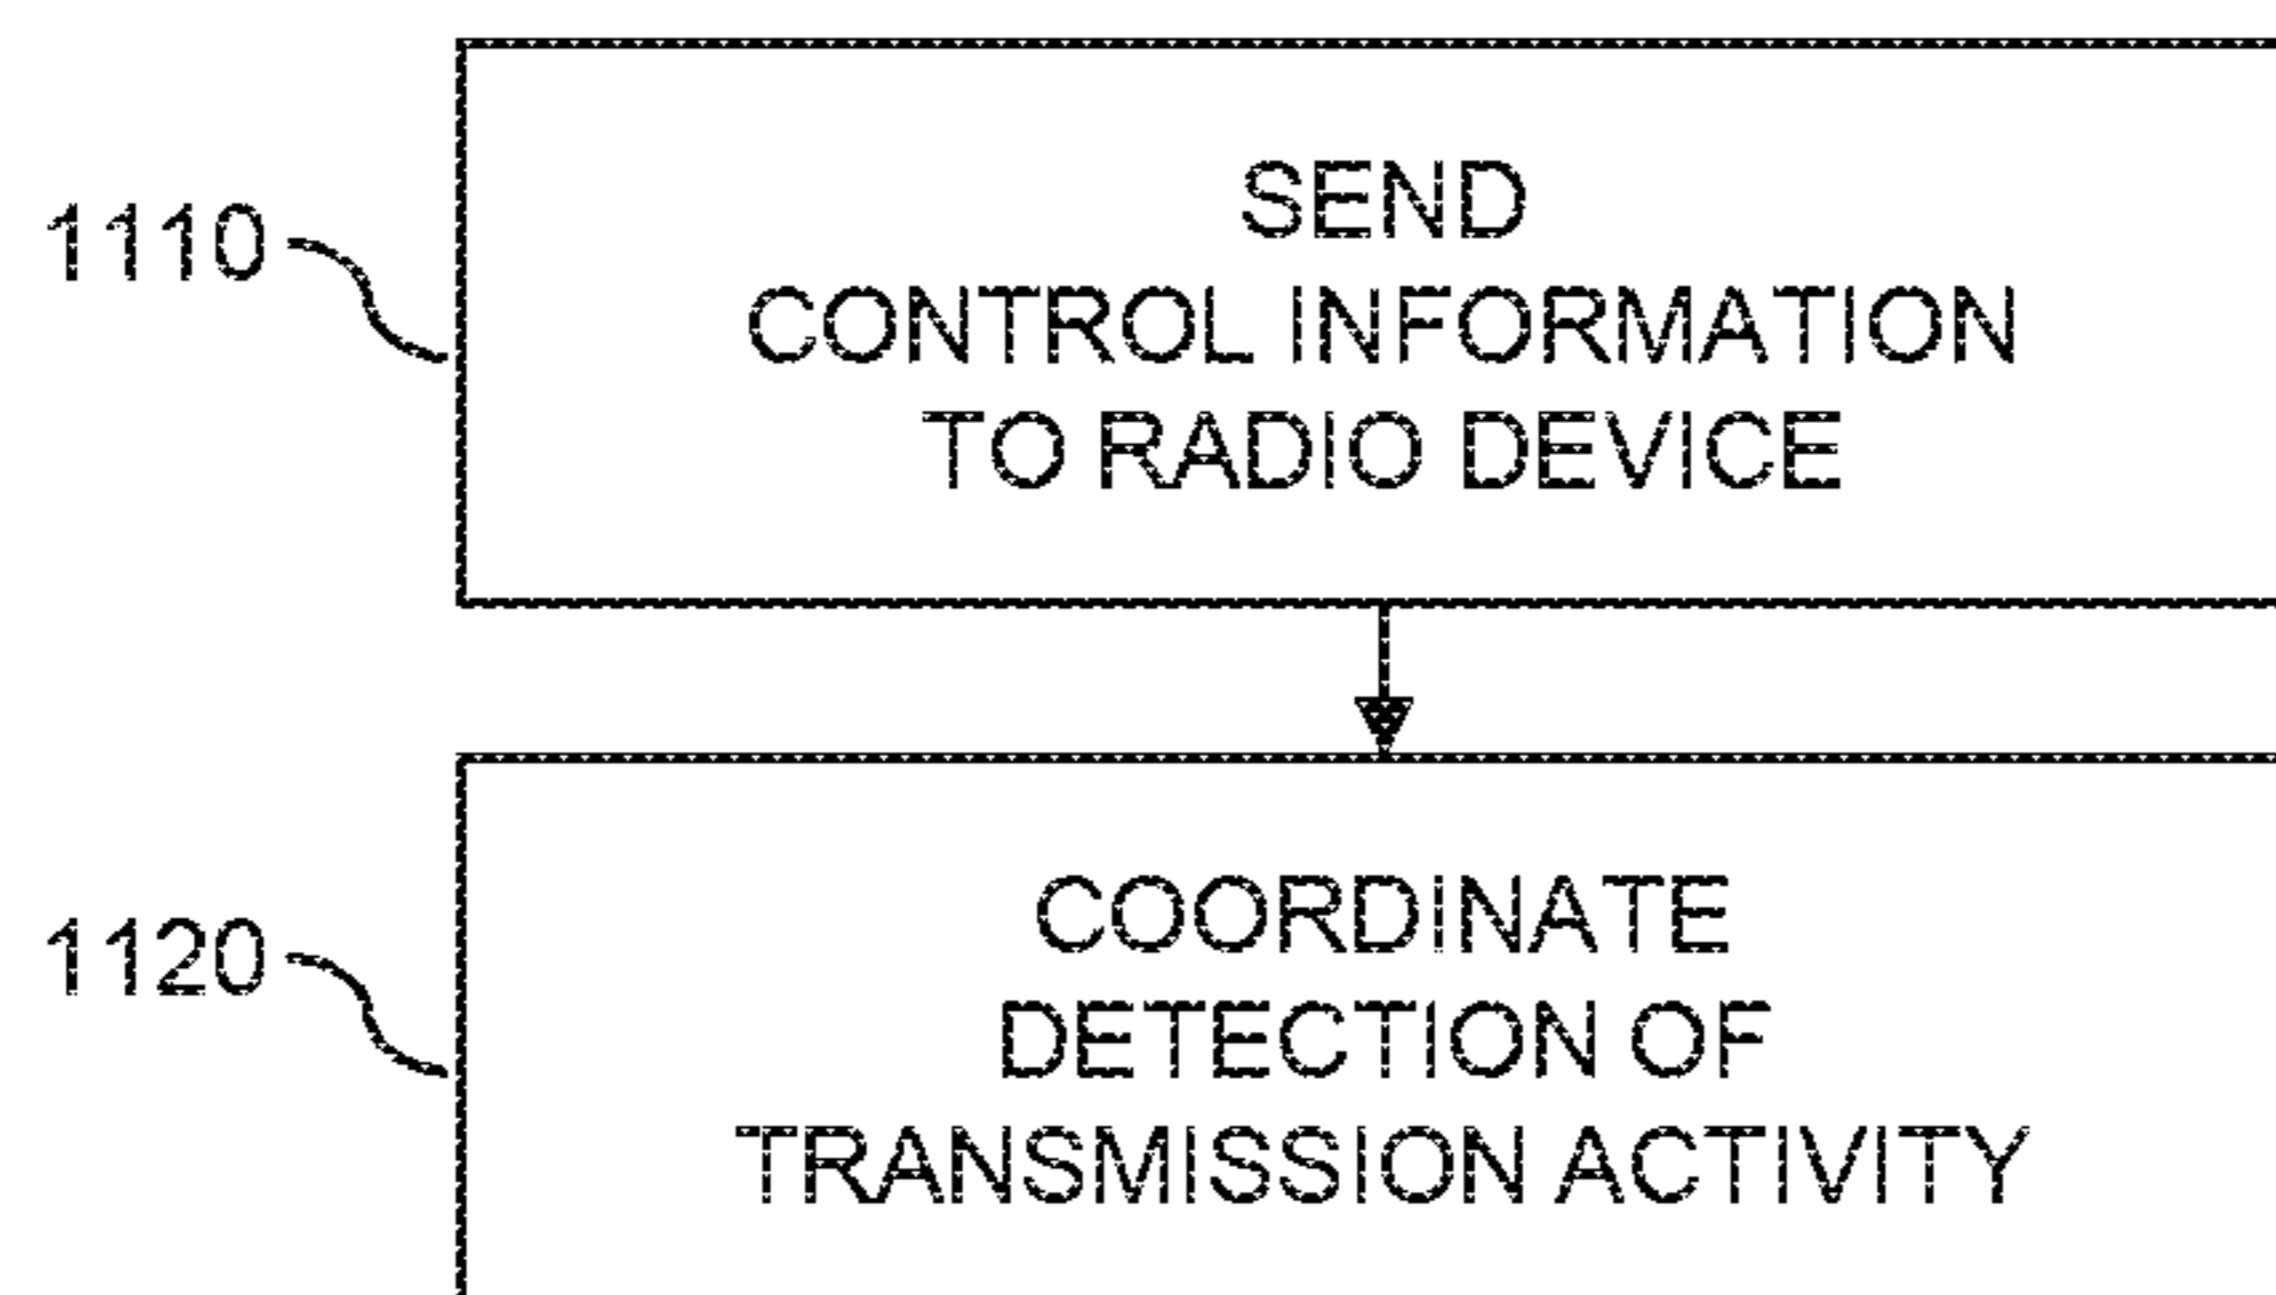 1110
SEND
CONTROL INFORMATION
TO RADIO DEVICE
1120
COORDINATE
DETECTION OF
TRANSMISSION ACTIVITY